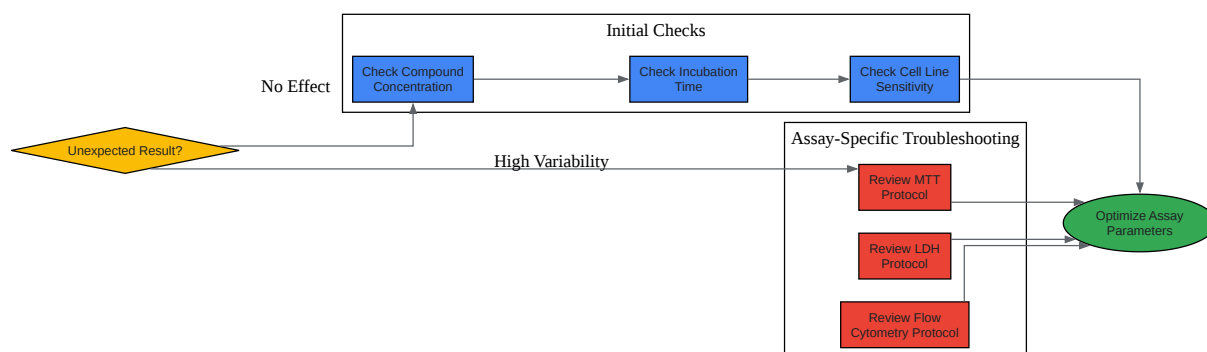 Initial Checks
Check Compound
Concentration
Check Incubation
Time
Check Cell Line
Sensitivity
No Effect
Unexpected Result?
High Variability
Assay-Specific Troubleshooting
Review MTT
Protocol
Review LDH
Protocol
Review Flow
Cytometry Protocol
Optimize Assay
Parameters